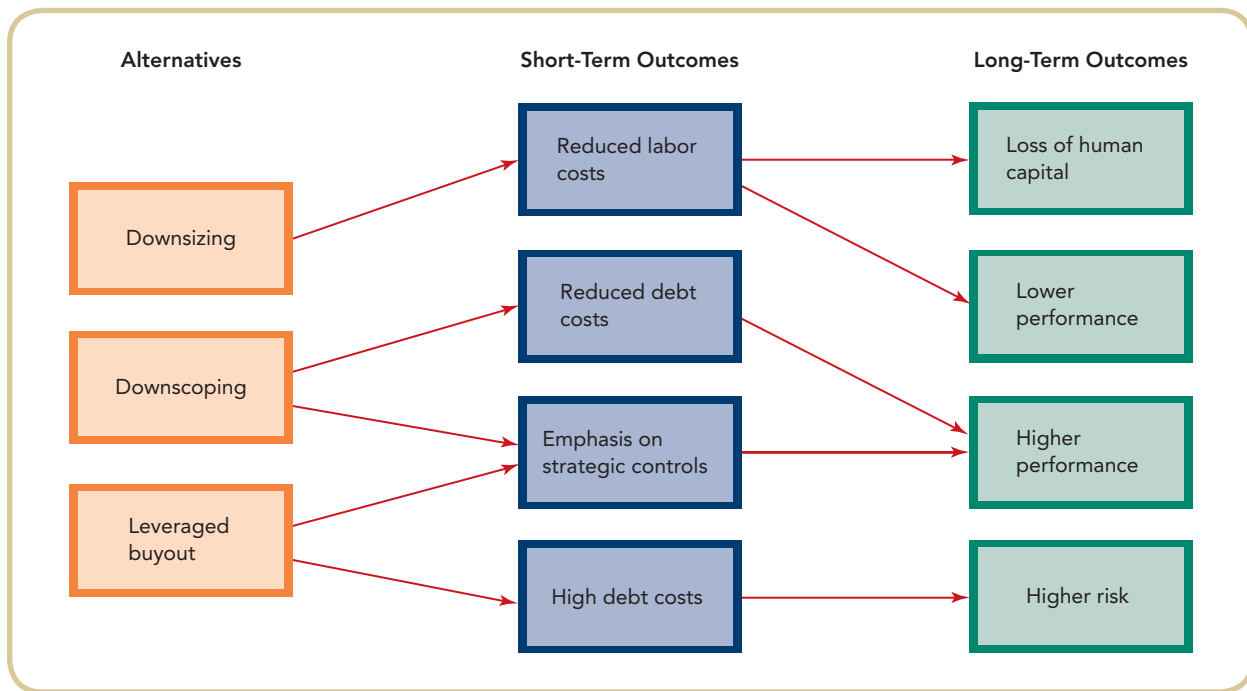 Alternatives
Short-Term Outcomes
Long-Term Outcomes
Downsizing
Downscoping
Leveraged
buyout
Reduced labor
costs
Reduced debt
costs
Emphasis on
strategic controls
High debt costs
Loss of human
capital
Lower
performance
Higher
performance
Higher risk